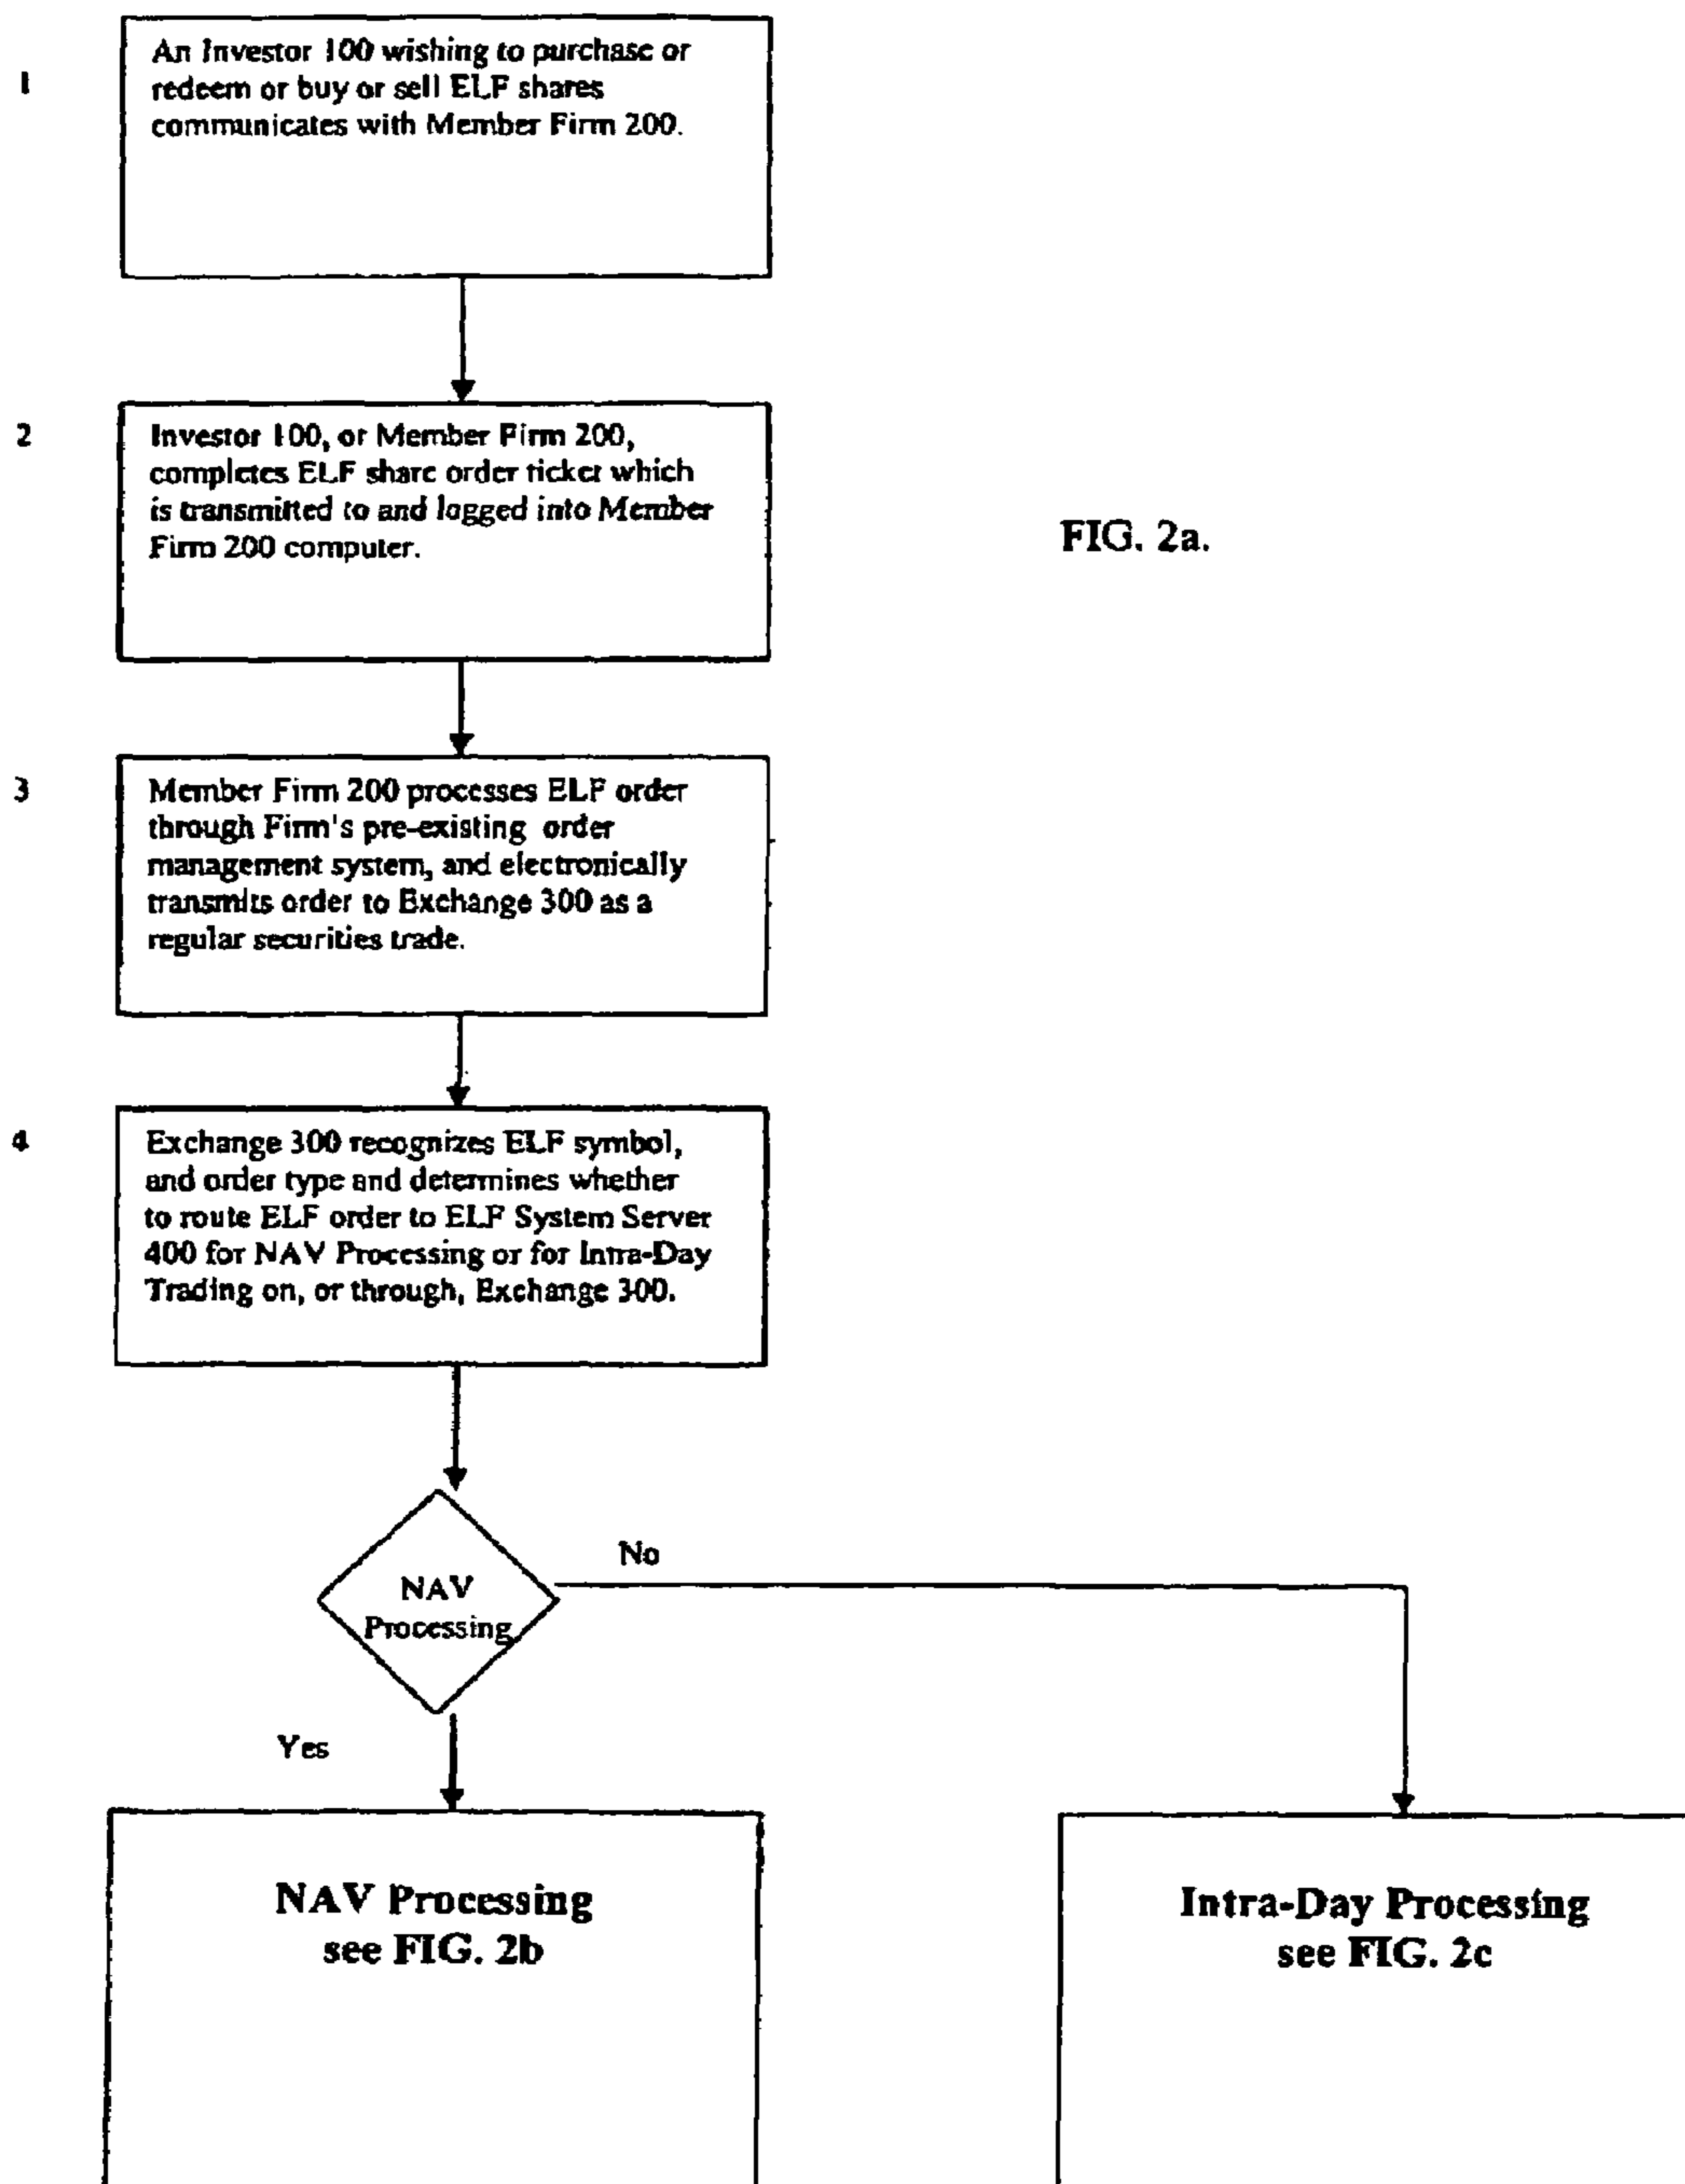 1
An Investor 100 wishing to purchase or
redeem or buy or sell ELF shares
communicates with Member Firm 200.
2
Investor 100, or Member Firm 200,
completes ELF share order ticket which
is transmitted to and logged into Member
Firm 200 computer.
FIG. 2a.
3
Member Firm 200 processes ELF order
through Firm's pre-existing order
management system, and electronically
transmits order to Exchange 300 as a
regular securities trade.
4
Exchange 300 recognizes ELF symbol,
and order type and determines whether
to route ELF order to ELF System Server
400 for NAV Processing or for Intra-Day
Trading on, or through, Exchange 300.
NAV
Processing
No
Yes
NAV Processing
see FIG. 2b
Intra-Day Processing
see FIG. 2c